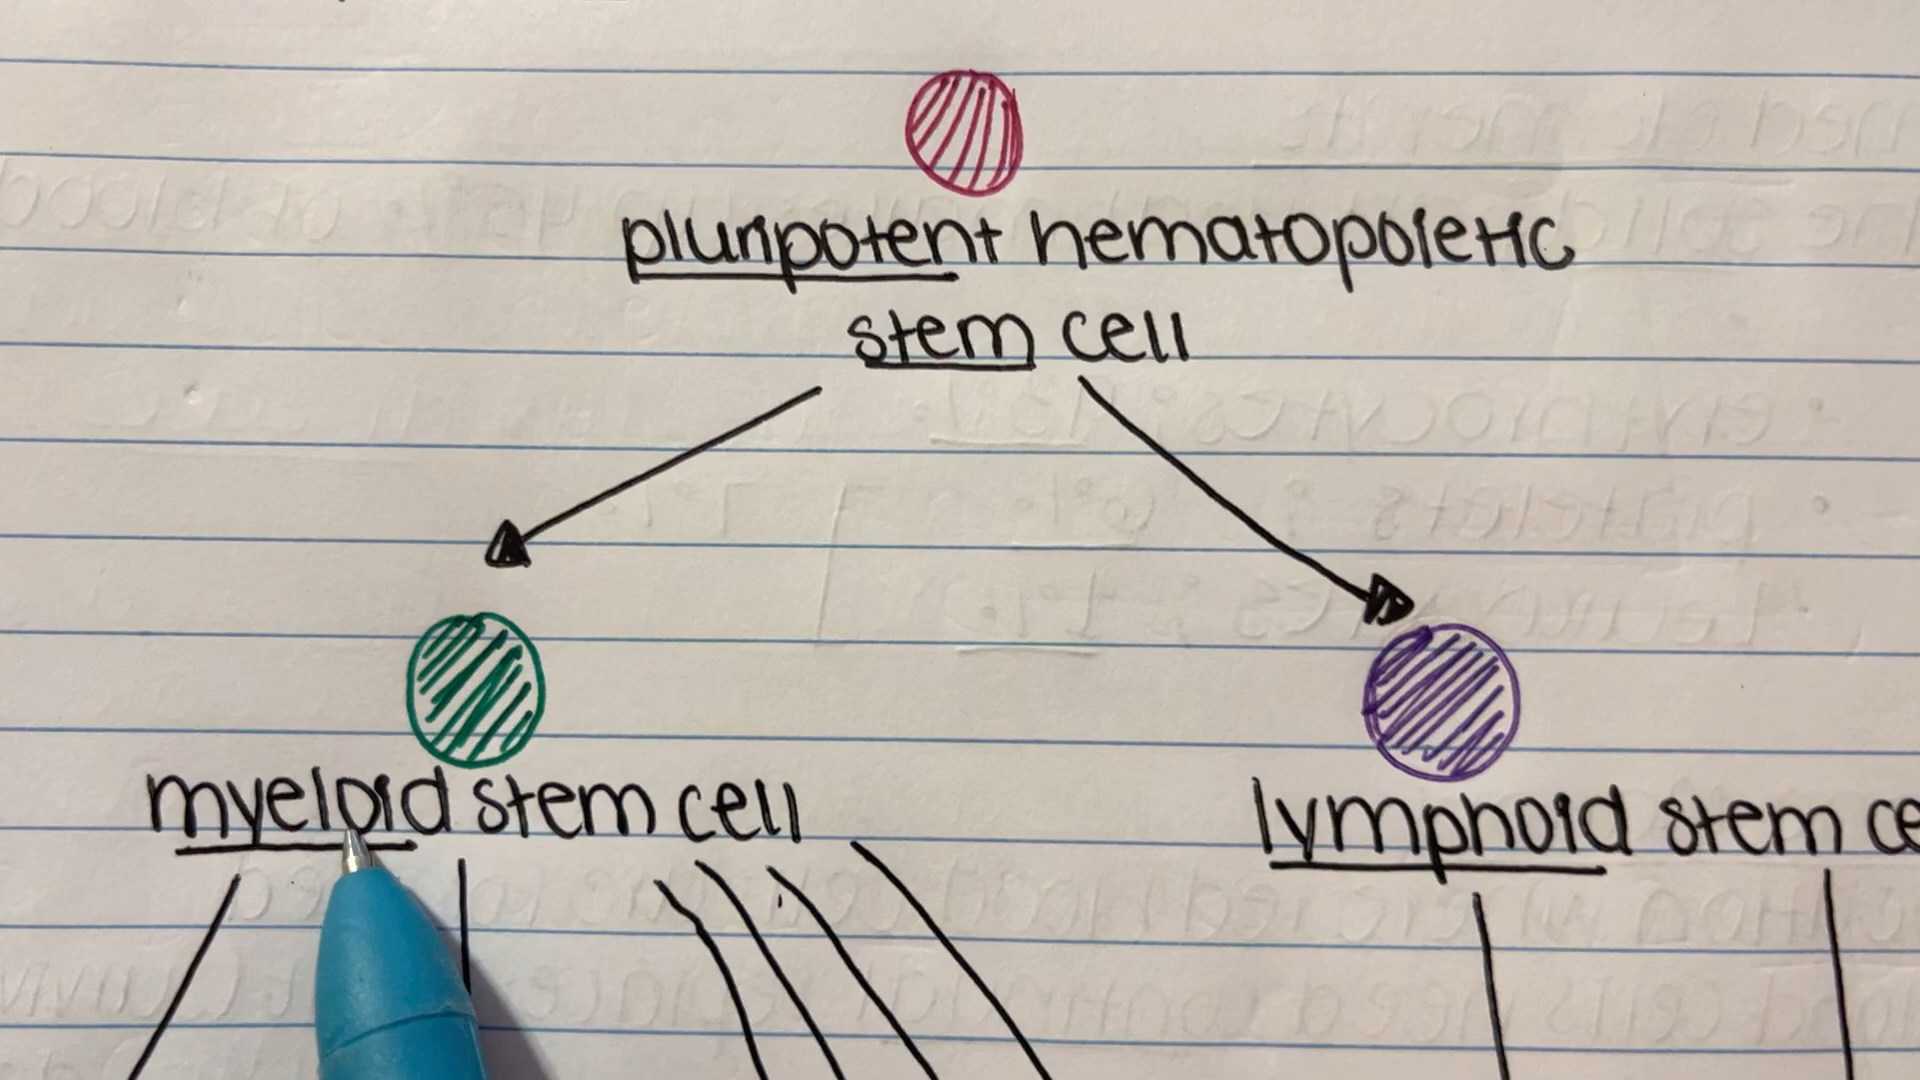 pluripotent hematopoietic
stem cell
myeloid stem cell
lymphoid stem ce